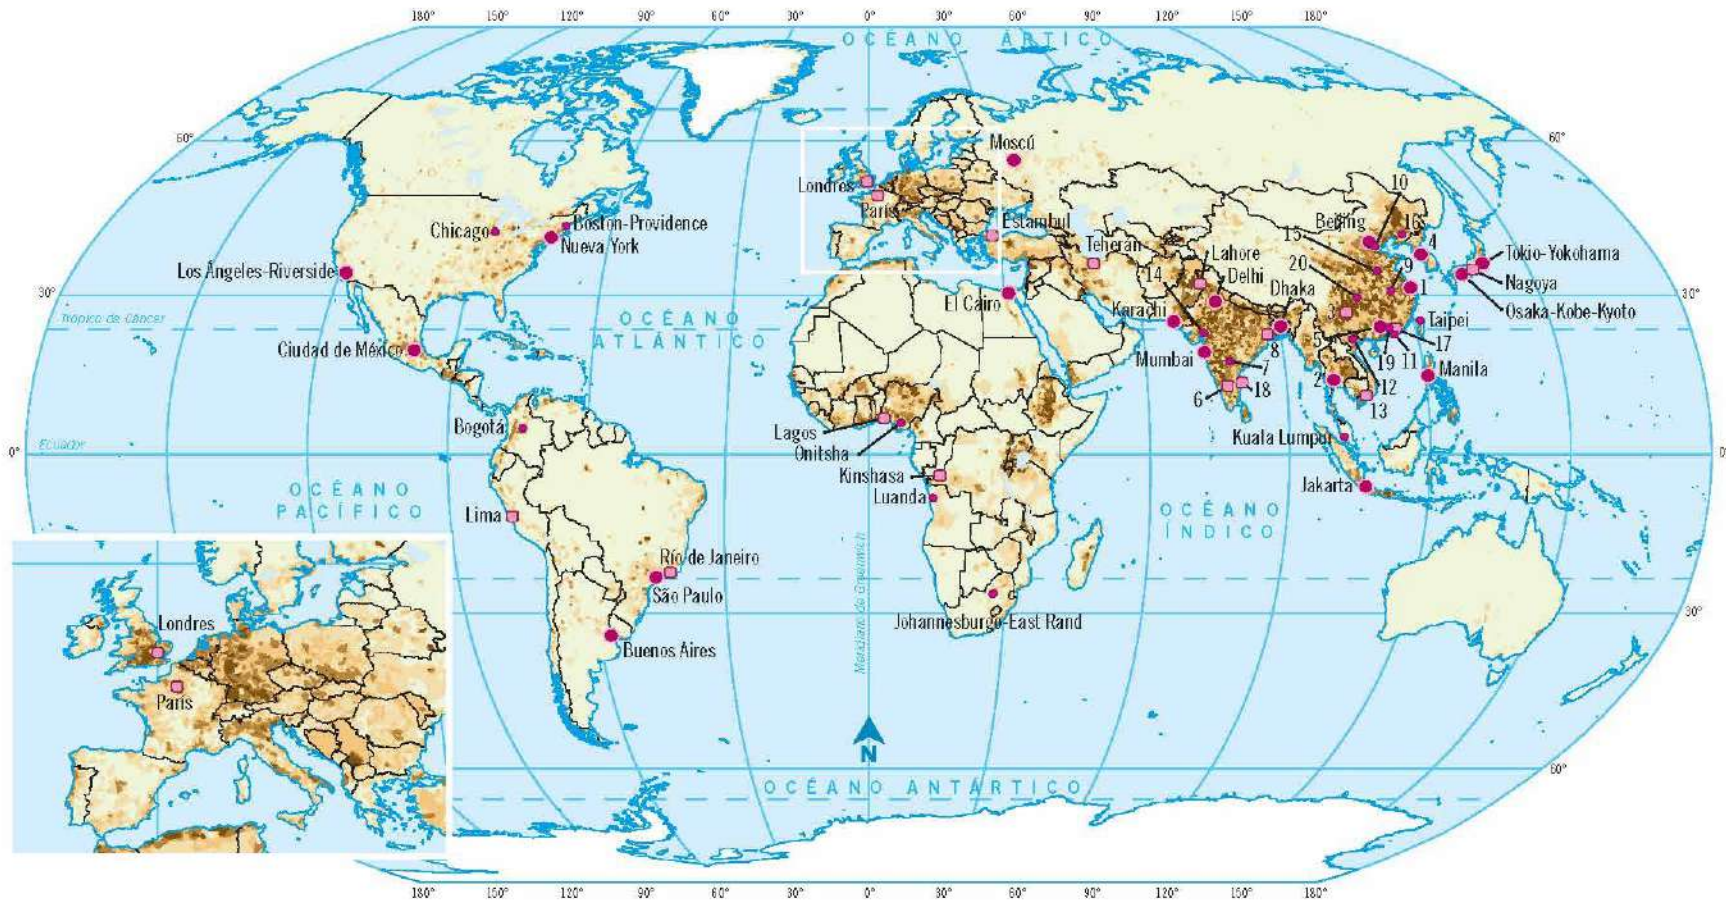 180° 150° 120° 90° 60° 30° 0° 30° 60° 90° 120° 150° 180°
OCÉANO ÁRTICO
60°
60°
Moscú
Londres
París
Estambul
10
Beijing
16
15
4
Teherán
Lahore
Tokio-Yokohama
Chicago
Boston-Providence
Nueva York
Los Ángeles-Riverside
14
Delhi
20
9
Nagoya
30°
El Cairo
Dhaka
1
30°
Osaka-Kobe-Kyoto
Trópico de Cáncer
OCÉANO
ATLÁNTICO
Karachi
3
Taipei
Ciudad de México
Mumbai
8
5
19
11
17
7
2
12
Manila
6
18
13
Bogotá
Lagos
Onitsha
Kuala Lumpur
Ecuador
0°
0°
Kinshasa
Luanda
Jakarta
OCÉANO
PACÍFICO
Lima
OCÉANO
ÍNDICO
Río de Janeiro
São Paulo
Meridiano de Greenwich
30°
Johannesburgo-East Rand
Buenos Aires
Londres
París
N
60°
OCÉANO ANTÁRTICO
180° 150° 120° 90° 60° 30° 0° 30° 60° 90° 120° 150° 180°